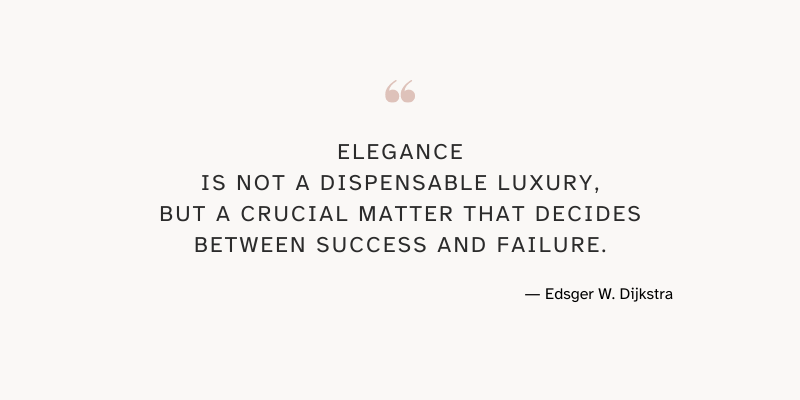 ❝
ELEGANCE
IS NOT A DISPENSABLE LUXURY,
BUT A CRUCIAL MATTER THAT DECIDES
BETWEEN SUCCESS AND FAILURE.
— Edsger W. Dijkstra